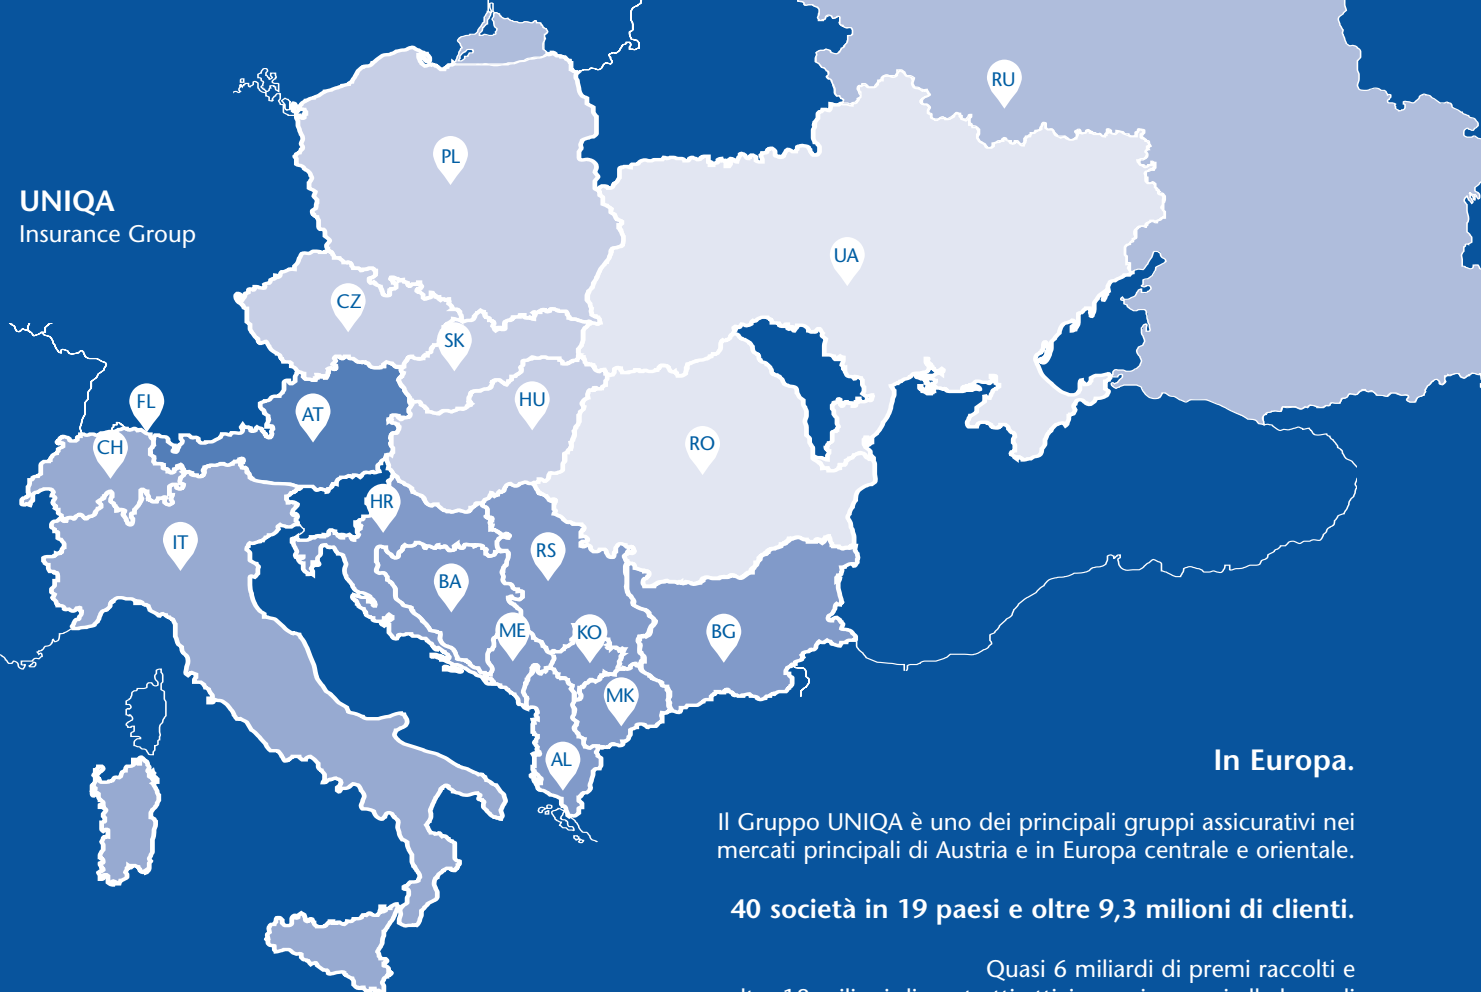 RU
PL
UNIQA
Insurance Group
UA
CZ
SK
FL
HU
AT
CH
RO
HR
IT
RS
BA
ME
KO
BG
MK
AL
In Europa.
Il Gruppo UNIQA è uno dei principali gruppi assicurativi nei
mercati principali di Austria e in Europa centrale e orientale.
40 società in 19 paesi e oltre 9,3 milioni di clienti.
Quasi 6 miliardi di premi raccolti e